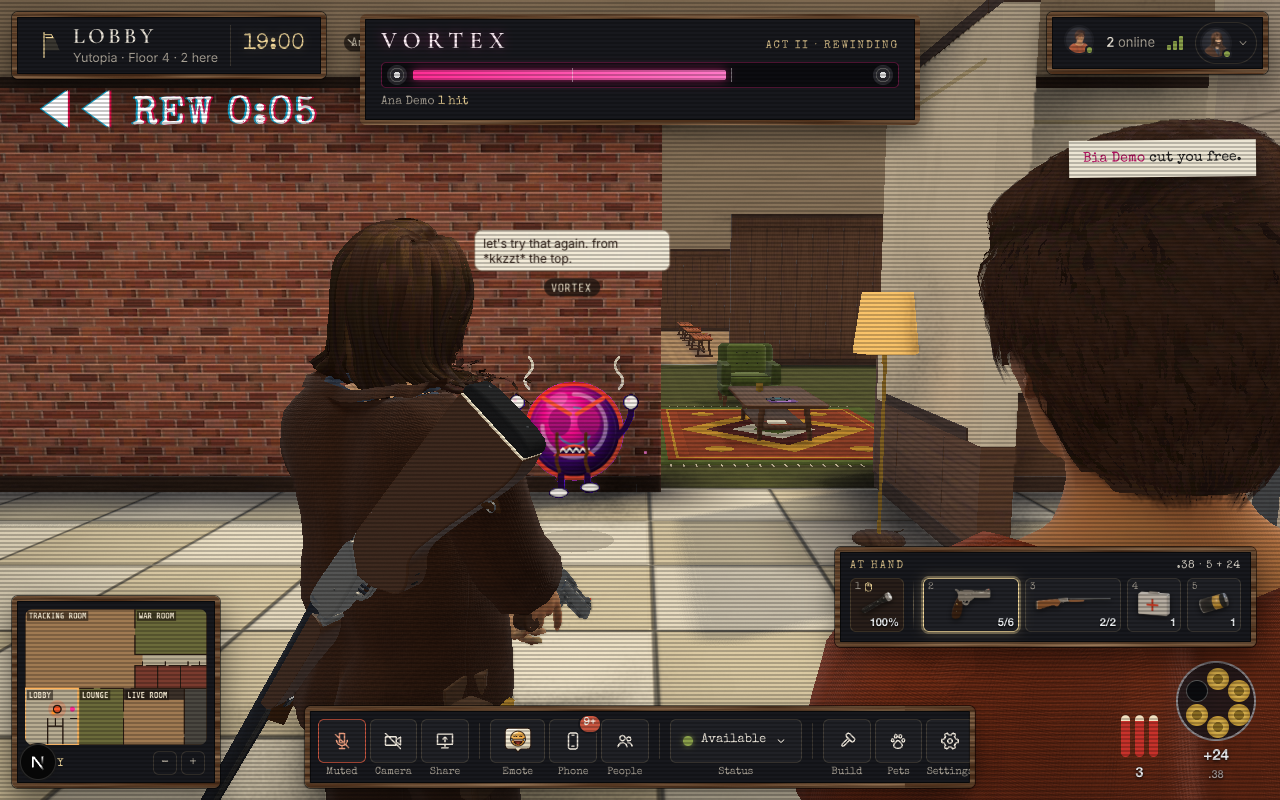 LOBBY
Yutopia · Floor 4 · 2 here
19:00
VORTEX
ACT II · REWINDING
Ana Demo 1 hit
2 online
REW 0:05
Bia Demo cut you free.
let's try that again. from
*kkzzt* the top.
VORTEX
AT HAND
.38 · 5 + 24
1
100%
2
5/6
3
2/2
4
1
5
1
TRACKING ROOM
WAR ROOM
LOBBY
LOUNGE
LIVE ROOM
N
Y
−
+
9+
Available
Muted
Camera
Share
Emote
Phone
People
Status
Build
Pets
Settings
3
+24
.38